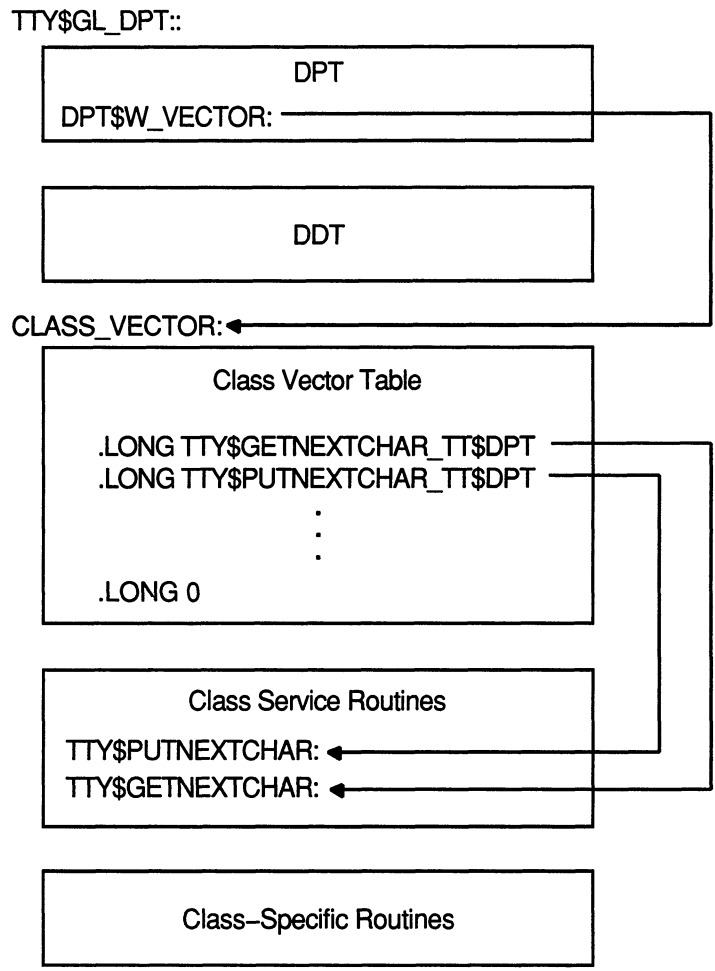 TTY$GL_DPT::
DPT
DPT$W_VECTOR:
DDT
CLASS_VECTOR:
Class Vector Table
.LONG TTY$GETNEXTCHAR_TT$DPT
.LONG TTY$PUTNEXTCHAR_TT$DPT
.
.
.
.LONG 0
Class Service Routines
TTY$PUTNEXTCHAR:
TTY$GETNEXTCHAR:
Class–Specific Routines